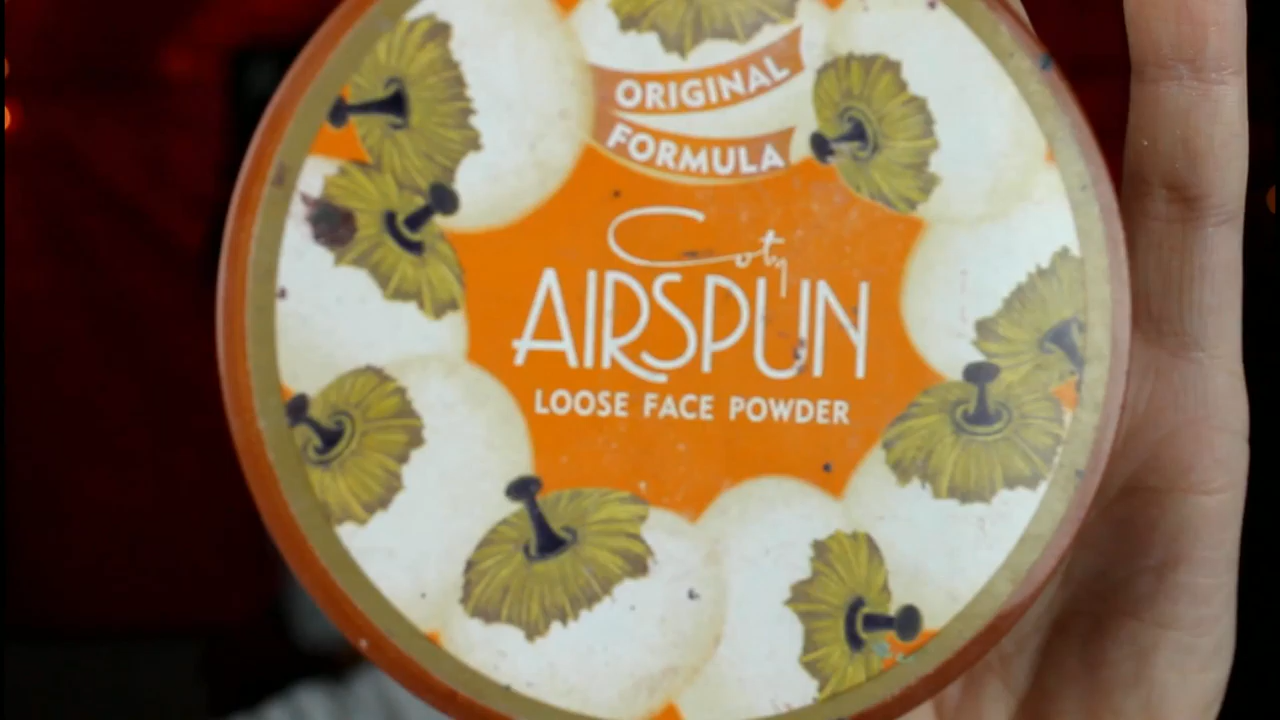 ORIGINAL
FORMULA
Coty
AIRSPUN
LOOSE FACE POWDER